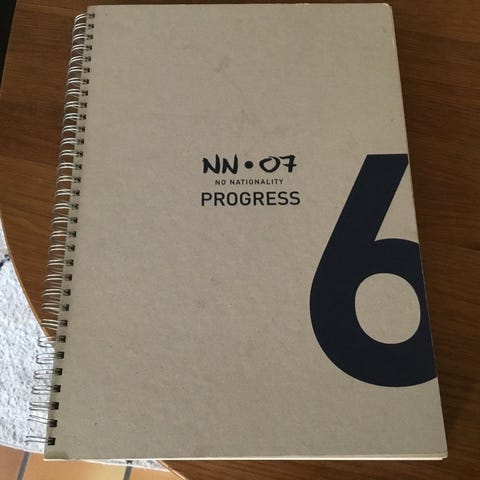 NN•07
NO NATIONALITY
PROGRESS
6